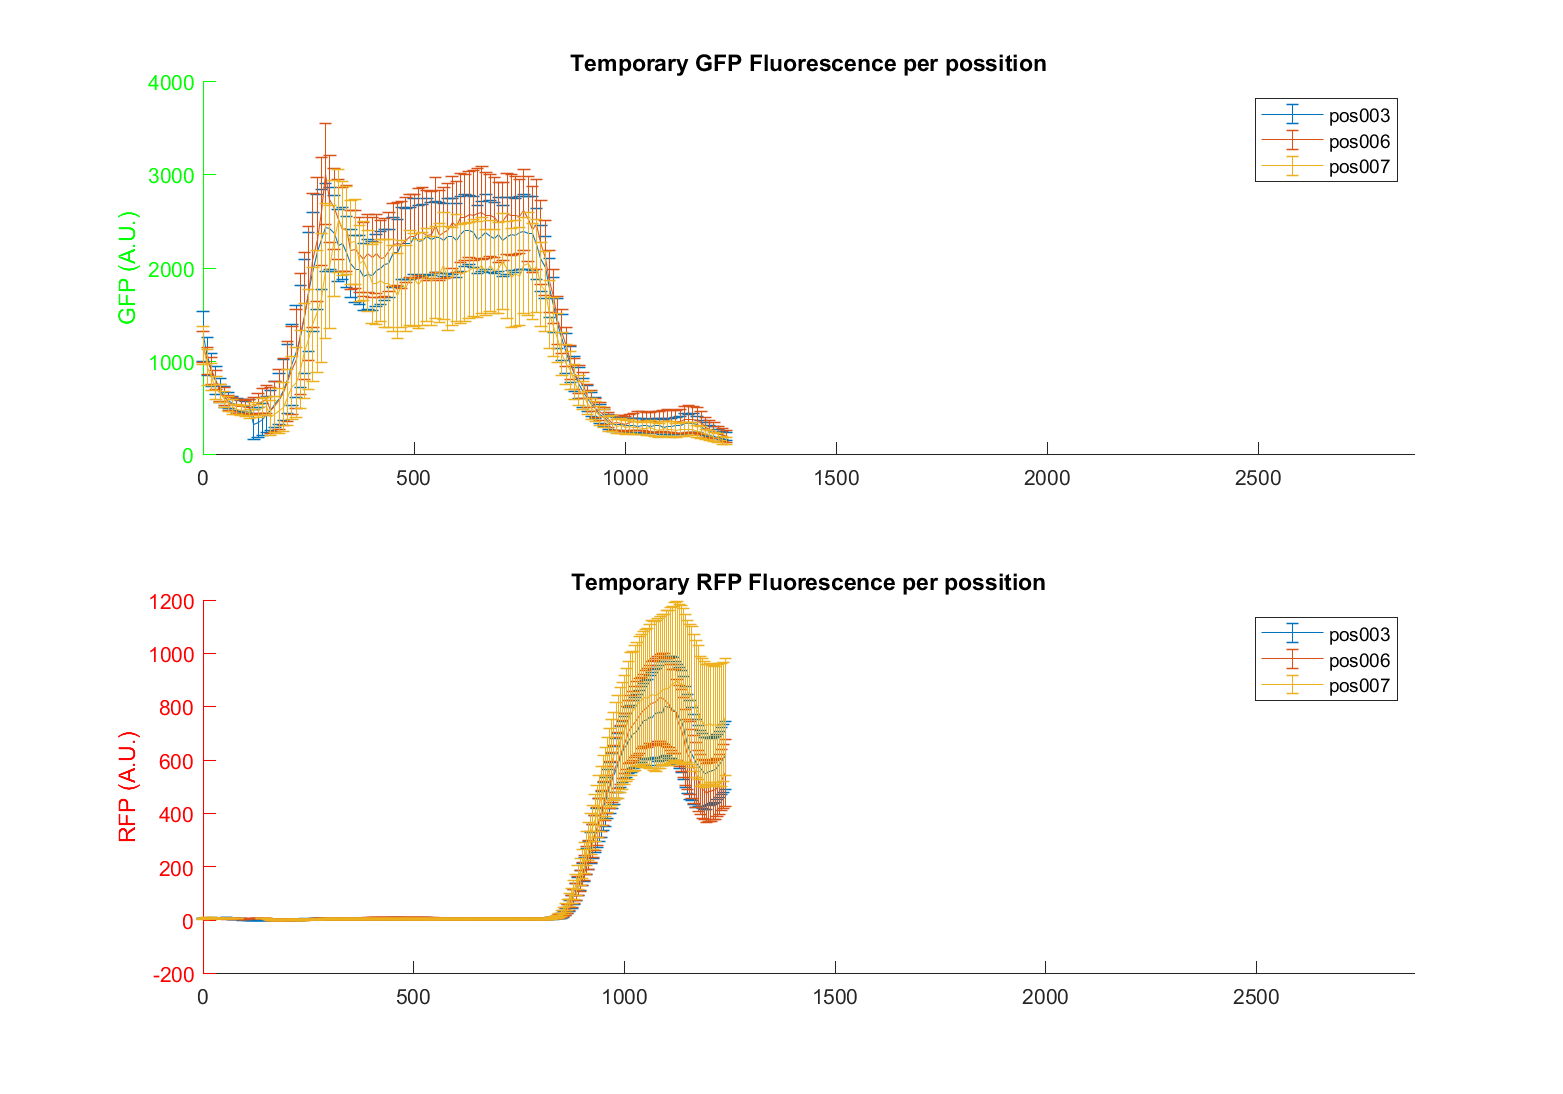 Temporary GFP Fluorescence per possition
4000
3000
2000
1000
0
GFP (A.U.)
0 500 1000 1500 2000 2500
pos003
pos006
pos007
Temporary RFP Fluorescence per possition
1200
1000
800
600
400
200
0
-200
RFP (A.U.)
0 500 1000 1500 2000 2500
pos003
pos006
pos007